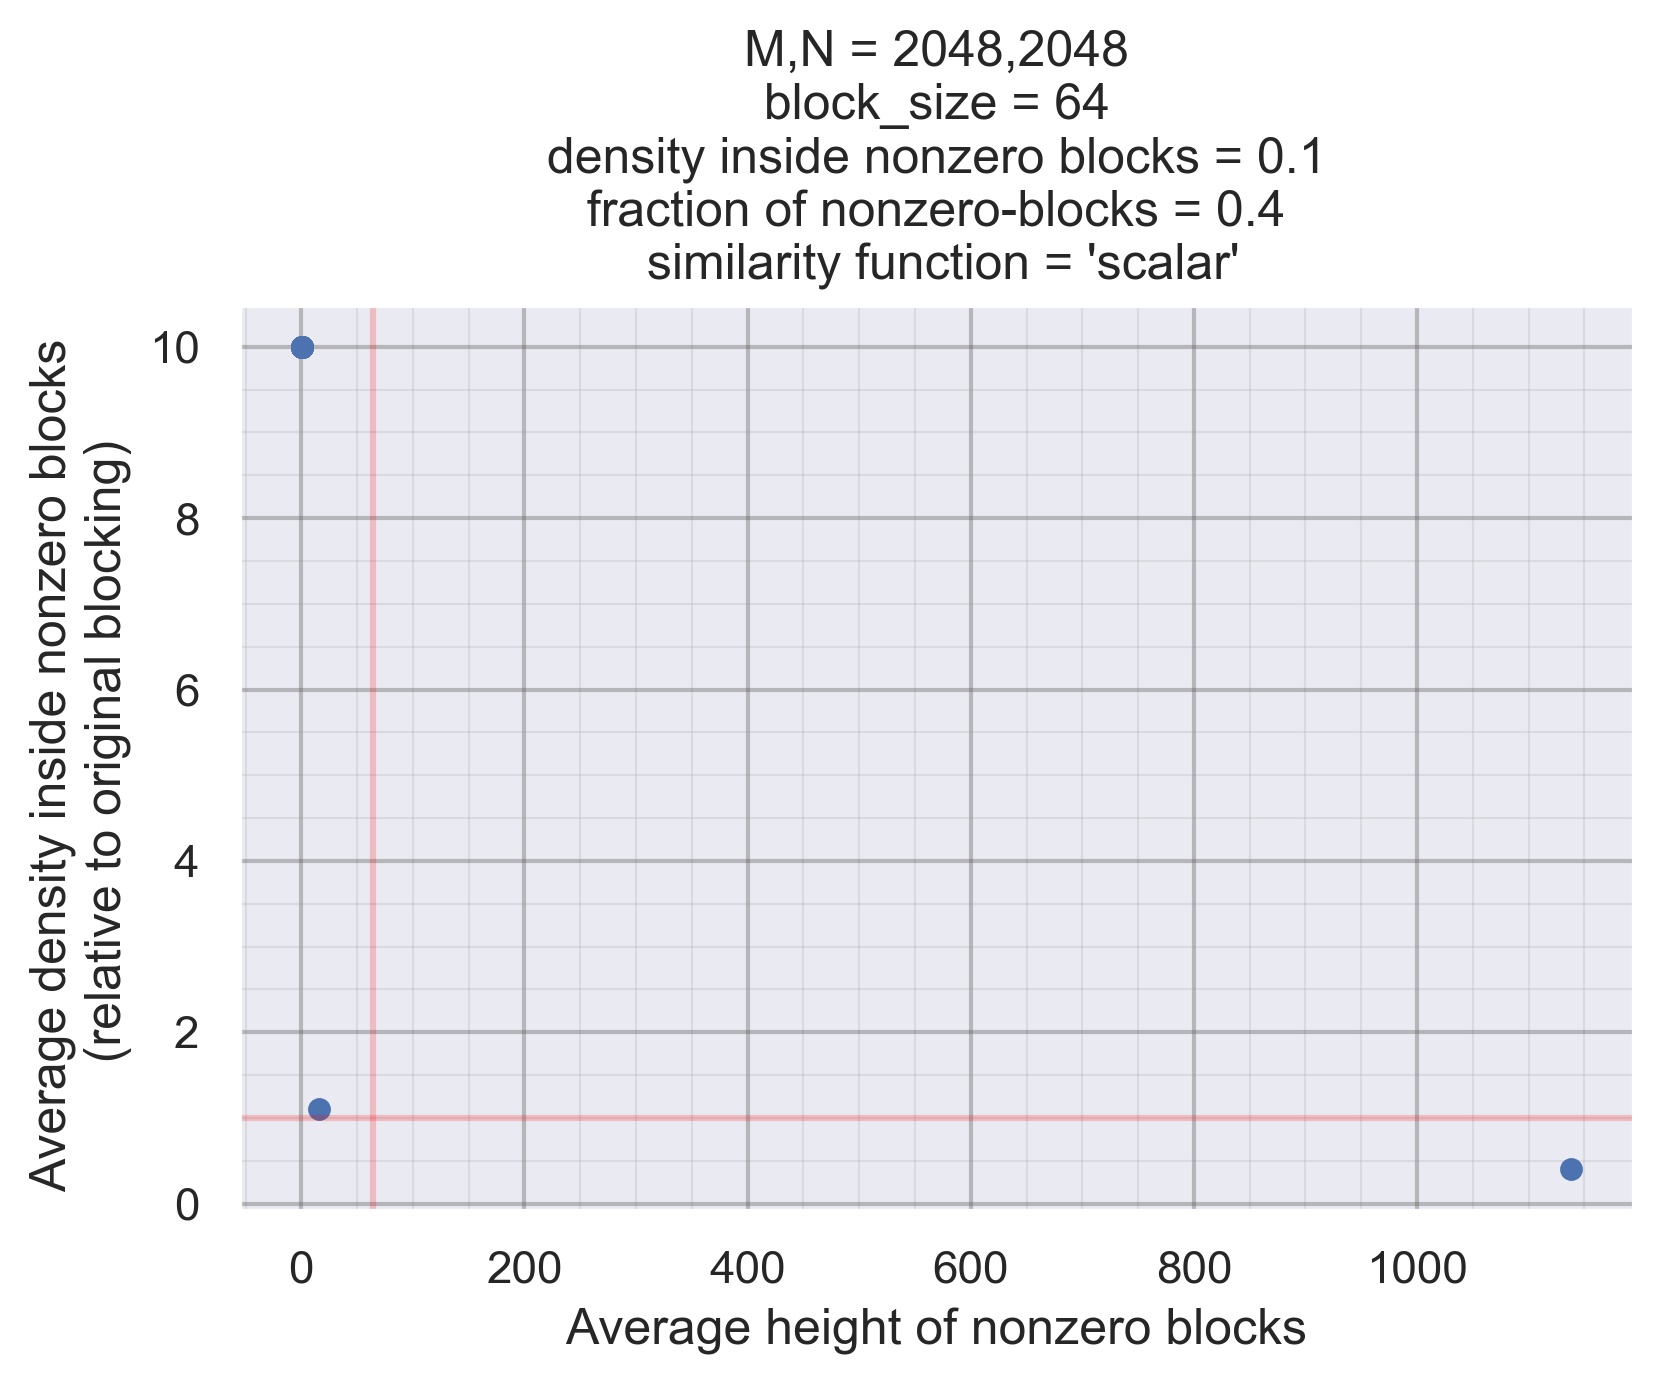 M,N = 2048,2048
block_size = 64
density inside nonzero blocks = 0.1
fraction of nonzero-blocks = 0.4
similarity function = 'scalar'
Average density inside nonzero blocks
(relative to original blocking)
10
8
6
4
2
0
0 200 400 600 800 1000
Average height of nonzero blocks